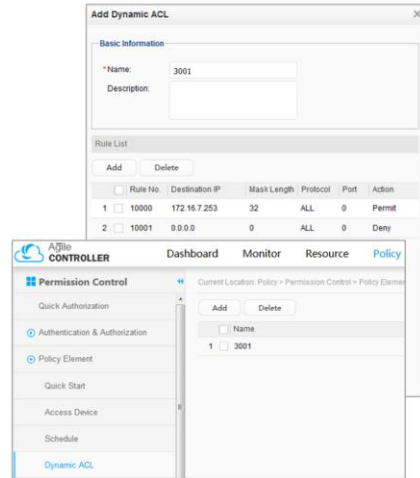 Add Dynamic ACL
Basic Information
*Name: 3001
Description:
Rule List
Add Delete
Rule No. Destination IP Mask Length Protocol Port Action
1 10000 172.16.7.253 32 ALL 0 Permit
2 10001 0.0.0.0 0 ALL 0 Deny
Agile
CONTROLLER
Dashboard Monitor Resource Policy
Permission Control
Current Location: Policy > Permission Control > Policy
Quick Authorization
Add Delete
Name
Authentication & Authorization
1 3001
Policy Element
Quick Start
Access Device
Schedule
Dynamic ACL